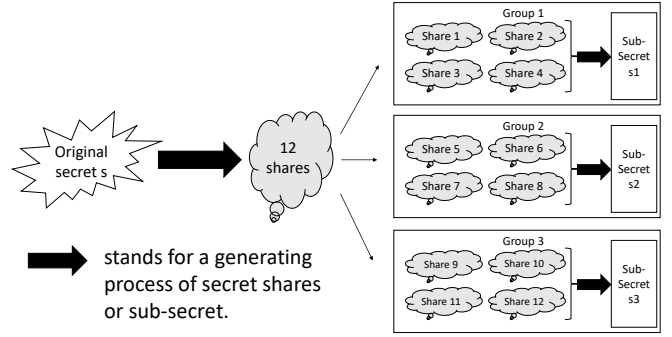 Original
secret s
12
shares
stands for a generating
process of secret shares
or sub-secret.
Group 1
Share 1 Share 2
Share 3 Share 4
Sub-
Secret
s1
Group 2
Share 5 Share 6
Share 7 Share 8
Sub-
Secret
s2
Group 3
Share 9 Share 10
Share 11 Share 12
Sub-
Secret
s3